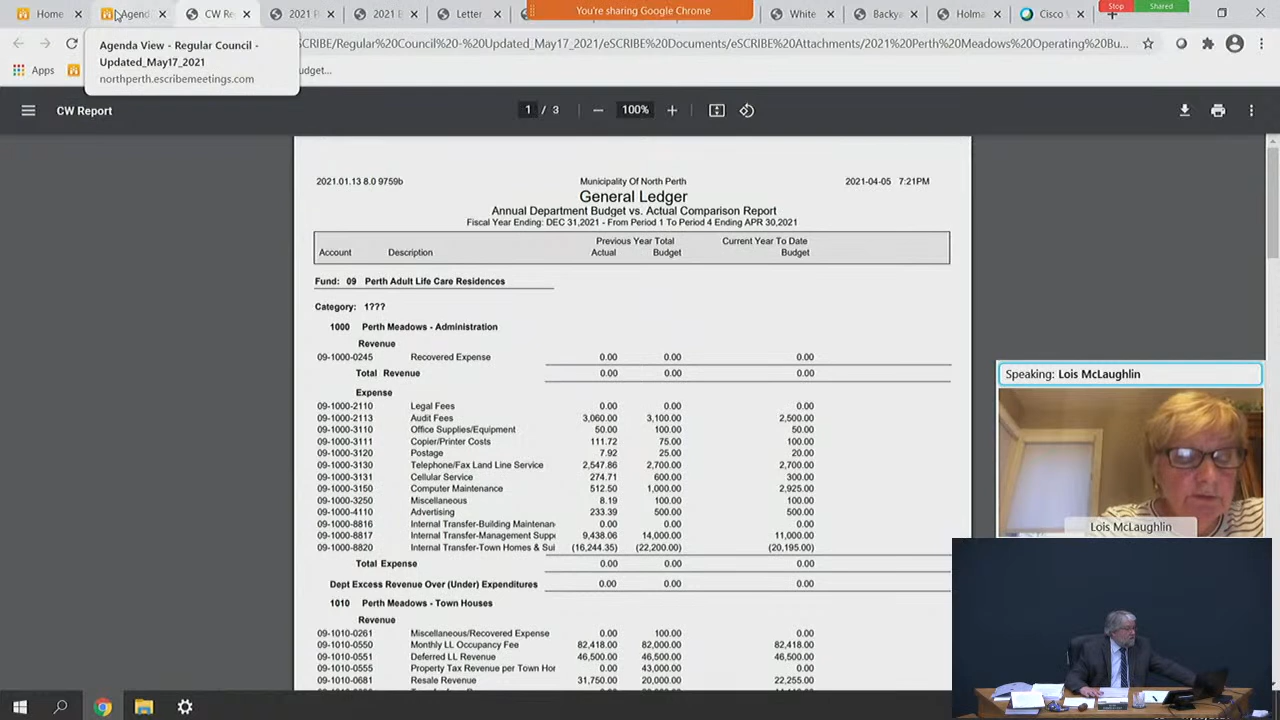 Home
Agend
CW Re
2021 P
2021 E
Letter
You're sharing Google Chrome
White
Backya
Holma
Cisco V
Stop
Shared
SCRIBE/Regular%20Council%20-%20Updated_May17_2021/eSCRIBE%20Documents/eSCRIBE%20Attachments/2021%20Perth%20Meadows%20Operating%20Bu...
Apps
udget...
Agenda View - Regular Council -
Updated_May17_2021
northperth.escribemeetings.com
CW Report
1 / 3
100%
2021.01.13 8.0 9759b Municipality Of North Perth 2021-04-05 7:21PM
General Ledger
Annual Department Budget vs. Actual Comparison Report
Fiscal Year Ending: DEC 31,2021 - From Period 1 To Period 4 Ending APR 30,2021
Previous Year Total Current Year To Date
Account Description Actual Budget Budget
Fund: 09 Perth Adult Life Care Residences
Category: 1???
1000 Perth Meadows - Administration
Revenue
09-1000-0245 Recovered Expense 0.00 0.00 0.00
Total Revenue 0.00 0.00 0.00
Expense
09-1000-2110 Legal Fees 0.00 0.00 0.00
09-1000-2113 Audit Fees 3,060.00 3,100.00 2,500.00
09-1000-3110 Office Supplies/Equipment 50.00 100.00 50.00
09-1000-3111 Copier/Printer Costs 111.72 75.00 100.00
09-1000-3120 Postage 7.92 25.00 20.00
09-1000-3130 Telephone/Fax Land Line Service 2,547.86 2,700.00 2,700.00
09-1000-3131 Cellular Service 274.71 600.00 300.00
09-1000-3150 Computer Maintenance 512.50 1,000.00 2,925.00
09-1000-3250 Miscellaneous 8.19 100.00 100.00
09-1000-4110 Advertising 233.39 500.00 500.00
09-1000-8816 Internal Transfer-Building Maintenan 0.00 0.00 0.00
09-1000-8817 Internal Transfer-Management Suppo 9,438.06 14,000.00 11,000.00
09-1000-8820 Internal Transfer-Town Homes & Sui (16,244.35) (22,200.00) (20,195.00)
Total Expense 0.00 0.00 0.00
Dept Excess Revenue Over (Under) Expenditures 0.00 0.00 0.00
1010 Perth Meadows - Town Houses
Revenue
09-1010-0261 Miscellaneous/Recovered Expense 0.00 100.00 0.00
09-1010-0550 Monthly LL Occupancy Fee 82,418.00 82,000.00 82,418.00
09-1010-0551 Deferred LL Revenue 46,500.00 46,500.00 46,500.00
09-1010-0555 Property Tax Revenue per Town Hor 0.00 43,000.00 0.00
09-1010-0681 Resale Revenue 31,750.00 22,255.00
Speaking: Lois McLaughlin
Lois McLaughlin